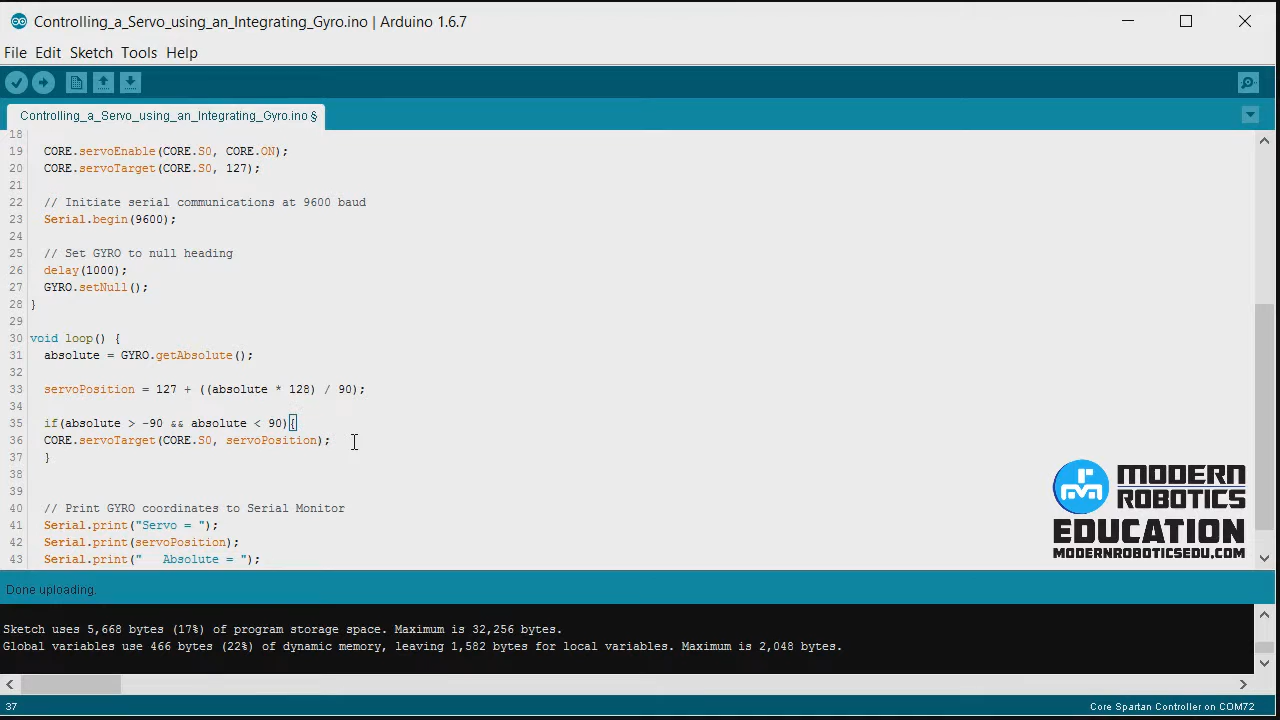 Controlling_a_Servo_using_an_Integrating_Gyro.ino | Arduino 1.6.7
File Edit Sketch Tools Help
Controlling_a_Servo_using_an_Integrating_Gyro.ino §
18
19 CORE.servoEnable(CORE.S0, CORE.ON);
20 CORE.servoTarget(CORE.S0, 127);
21
22 // Initiate serial communications at 9600 baud
23 Serial.begin(9600);
24
25 // Set GYRO to null heading
26 delay(1000);
27 GYRO.setNull();
28 }
29
30 void loop() {
31 absolute = GYRO.getAbsolute();
32
33 servoPosition = 127 + ((absolute * 128) / 90);
34
35 if(absolute > -90 && absolute < 90){
36 CORE.servoTarget(CORE.S0, servoPosition);
37 }
38
39
40 // Print GYRO coordinates to Serial Monitor
41 Serial.print("Servo = ");
42 Serial.print(servoPosition);
43 Serial.print("   Absolute = ");
MODERN
ROBOTICS
EDUCATION
MODERNROBOTICSEDU.COM
Done uploading.
Sketch uses 5,668 bytes (17%) of program storage space. Maximum is 32,256 bytes.
Global variables use 466 bytes (22%) of dynamic memory, leaving 1,582 bytes for local variables. Maximum is 2,048 bytes.
37 Core Spartan Controller on COM72